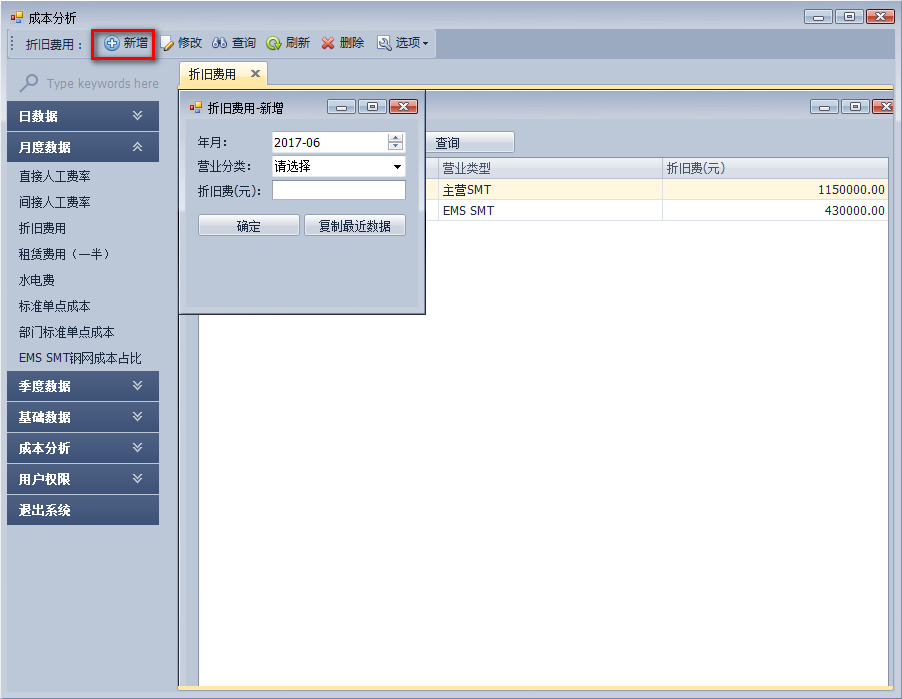 成本分析
折旧费用： 新增 修改 查询 刷新 删除 选项
Type keywords here
日数据
月度数据
直接人工费率
间接人工费率
折旧费用
租赁费用（一半）
水电费
标准单点成本
部门标准单点成本
EMS SMT钢网成本占比
季度数据
基础数据
成本分析
用户权限
退出系统
折旧费用
折旧费用-新增
年月： 2017-06
营业分类： 请选择
折旧费(元)：
确定 复制最近数据
查询
营业类型 折旧费(元)
主营SMT 1150000.00
EMS SMT 430000.00